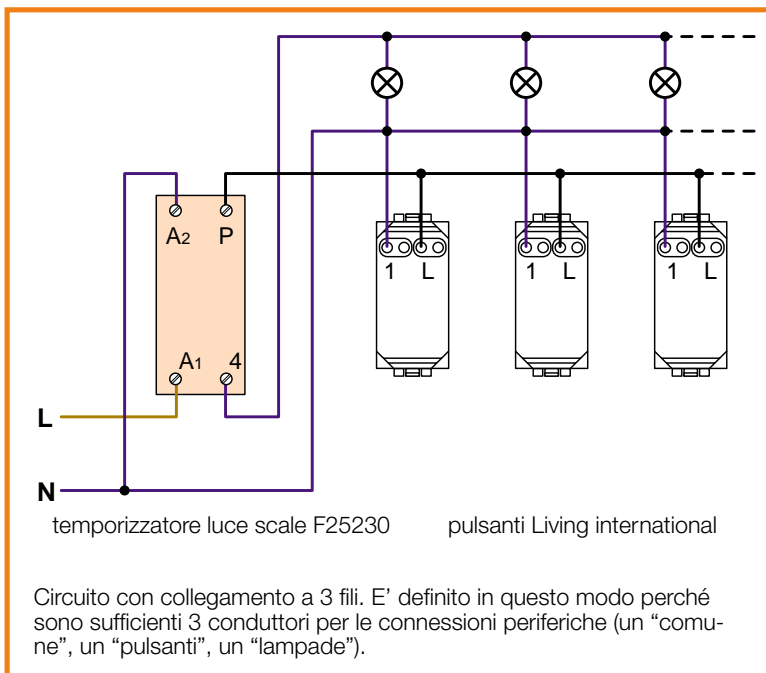 A2 P
1 L 1 L 1 L
A1 4
L
N
temporizzatore luce scale F25230 pulsanti Living international
Circuito con collegamento a 3 fili. E’ definito in questo modo perché
sono sufficienti 3 conduttori per le connessioni periferiche (un “comu-
ne”, un “pulsanti”, un “lampade”).